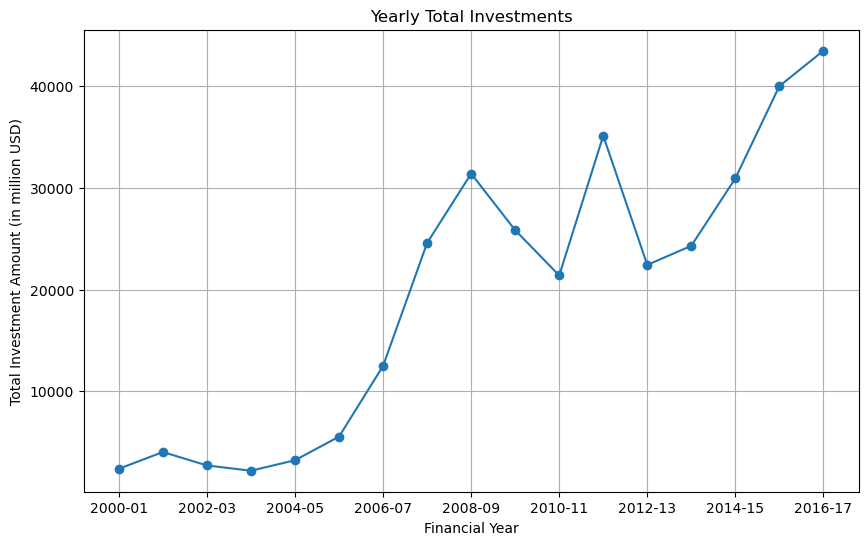 Yearly Total Investments
Total Investment Amount (in million USD)
40000
30000
20000
10000
2000-01 2002-03 2004-05 2006-07 2008-09 2010-11 2012-13 2014-15 2016-17
Financial Year